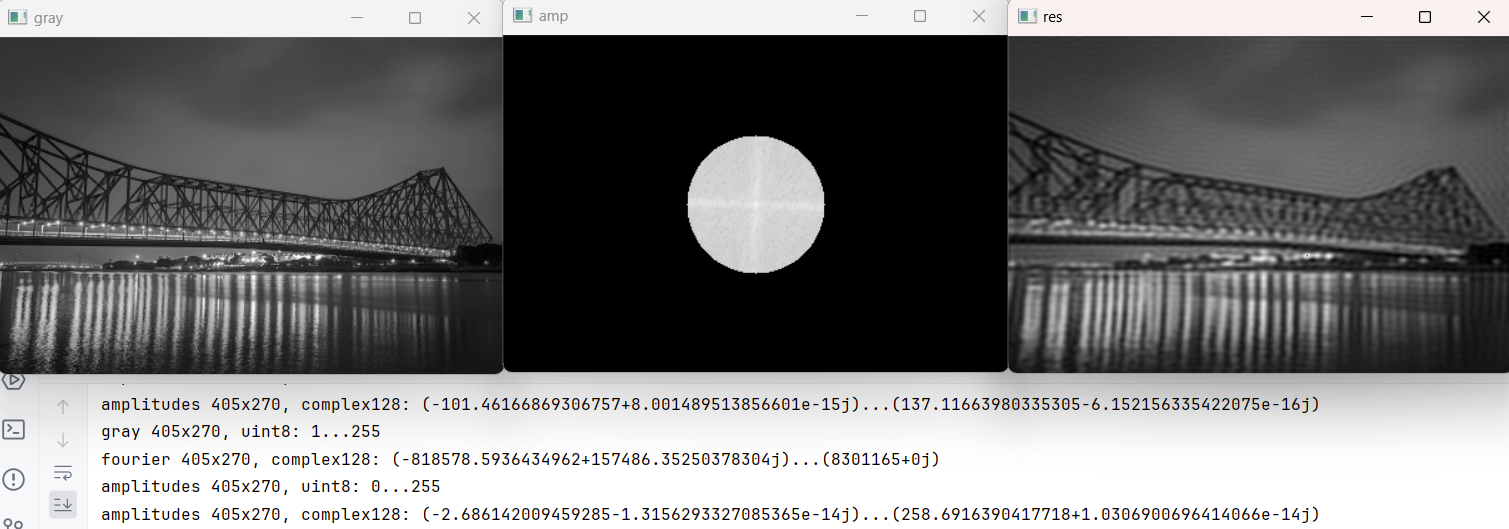 gray
amp
res
amplitudes 405x270, complex128: (-101.46166869306757+8.001489513856601e-15j)...(137.11663980335305-6.152156335422075e-16j)
gray 405x270, uint8: 1...255
fourier 405x270, complex128: (-818578.5936434962+157486.35250378304j)...(8301165+0j)
amplitudes 405x270, uint8: 0...255
amplitudes 405x270, complex128: (-2.686142009459285-1.3156293327085365e-14j)...(258.6916390417718+1.0306900696414066e-14j)